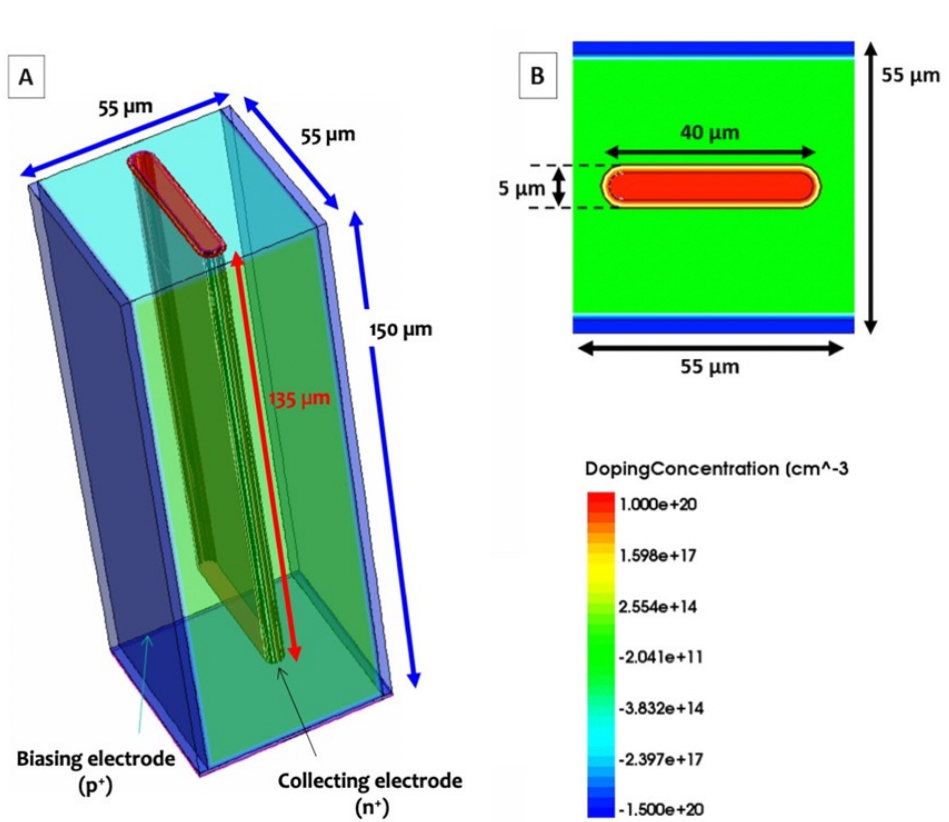 A
55 µm
55 µm
150 µm
135 µm
Biasing electrode
(p⁺)
Collecting electrode
(n⁺)
B
55 µm
40 µm
5 µm
55 µm
DopingConcentration (cm^-3
1.000e+20
1.598e+17
2.554e+14
-2.041e+11
-3.832e+14
-2.397e+17
-1.500e+20